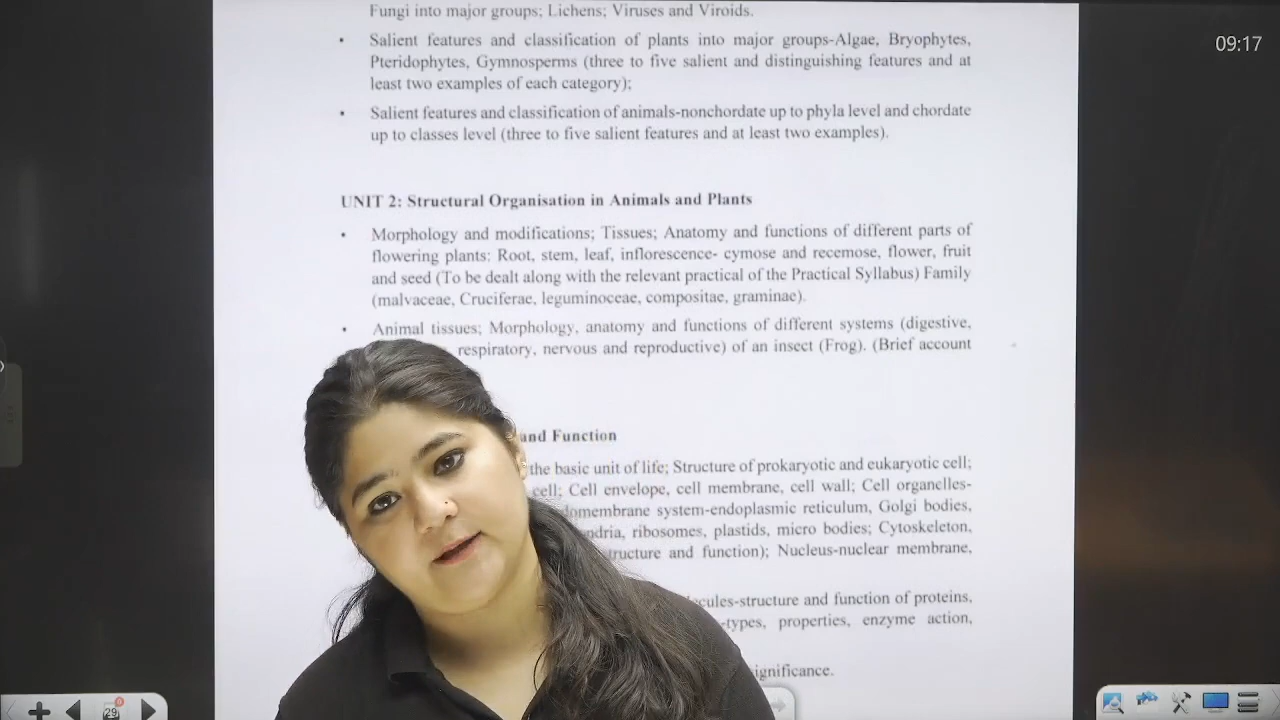 Fungi into major groups; Lichens; Viruses and Viroids.
09:17
• Salient features and classification of plants into major groups-Algae, Bryophytes,
Pteridophytes, Gymnosperms (three to five salient and distinguishing features and at
least two examples of each category);
• Salient features and classification of animals-nonchordate up to phyla level and chordate
up to classes level (three to five salient features and at least two examples).
UNIT 2: Structural Organisation in Animals and Plants
• Morphology and modifications; Tissues; Anatomy and functions of different parts of
flowering plants: Root, stem, leaf, inflorescence- cymose and recemose, flower, fruit
and seed (To be dealt along with the relevant practical of the Practical Syllabus) Family
(malvaceae, Cruciferae, leguminoceae, compositae, graminae).
• Animal tissues; Morphology, anatomy and functions of different systems (digestive,
respiratory, nervous and reproductive) of an insect (Frog). (Brief account
and Function
the basic unit of life; Structure of prokaryotic and eukaryotic cell;
cell; Cell envelope, cell membrane, cell wall; Cell organelles-
domembrane system-endoplasmic reticulum, Golgi bodies,
ndria, ribosomes, plastids, micro bodies; Cytoskeleton,
tructure and function); Nucleus-nuclear membrane,
cules-structure and function of proteins,
-types, properties, enzyme action,
ignificance.
29